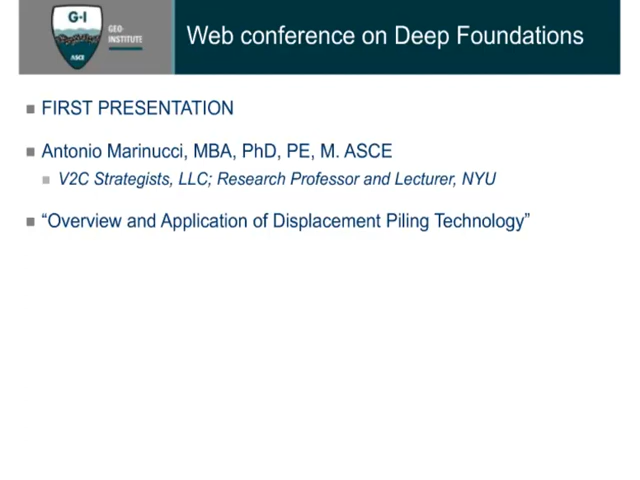 G-I
GEO-
INSTITUTE
ASCE
Web conference on Deep Foundations
FIRST PRESENTATION
Antonio Marinucci, MBA, PhD, PE, M. ASCE
V2C Strategists, LLC; Research Professor and Lecturer, NYU
“Overview and Application of Displacement Piling Technology”